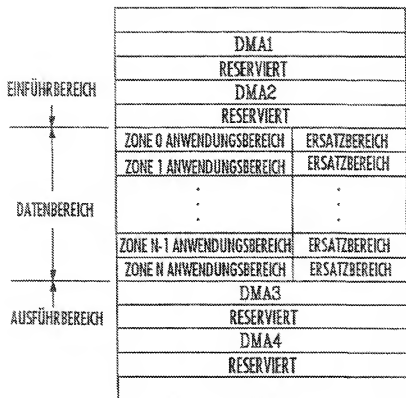 DMA1
RESERVIERT
EINFÜHRBEREICH
DMA2
RESERVIERT
ZONE 0 ANWENDUNGSBEREICH ERSATZBEREICH
ZONE 1 ANWENDUNGSBEREICH ERSATZBEREICH
DATENBEREICH
ZONE N-1 ANWENDUNGSBEREICH ERSATZBEREICH
ZONE N ANWENDUNGSBEREICH ERSATZBEREICH
DMA3
AUSFÜHRBEREICH
RESERVIERT
DMA4
RESERVIERT